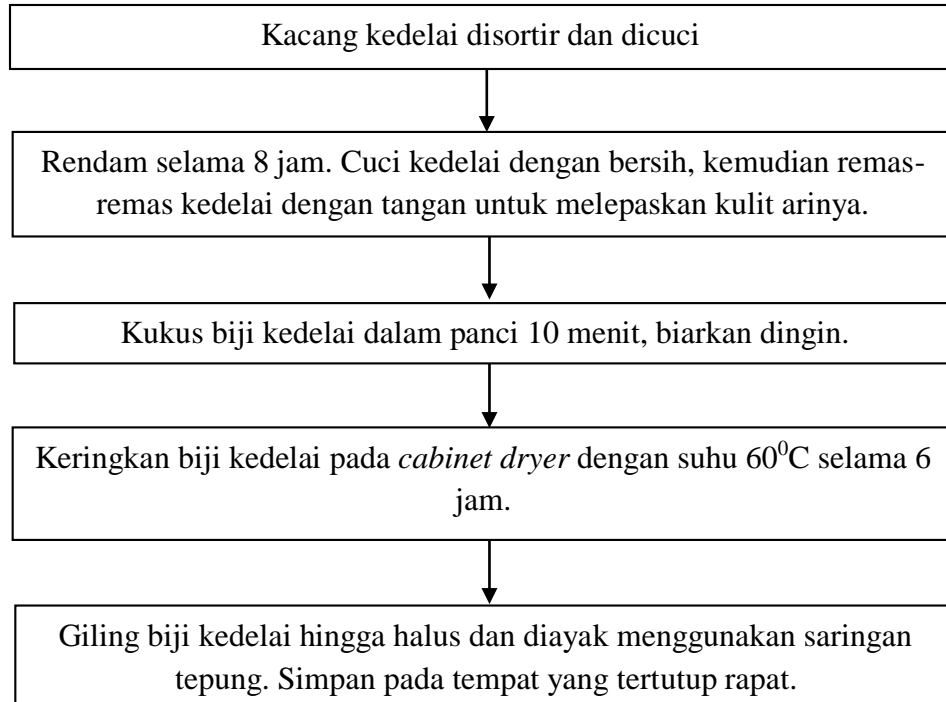 Kacang kedelai disortir dan dicuci
Rendam selama 8 jam. Cuci kedelai dengan bersih, kemudian remas-
remas kedelai dengan tangan untuk melepaskan kulit arinya.
Kukus biji kedelai dalam panci 10 menit, biarkan dingin.
Keringkan biji kedelai pada cabinet dryer dengan suhu 60⁰C selama 6
jam.
Giling biji kedelai hingga halus dan diayak menggunakan saringan
tepung. Simpan pada tempat yang tertutup rapat.